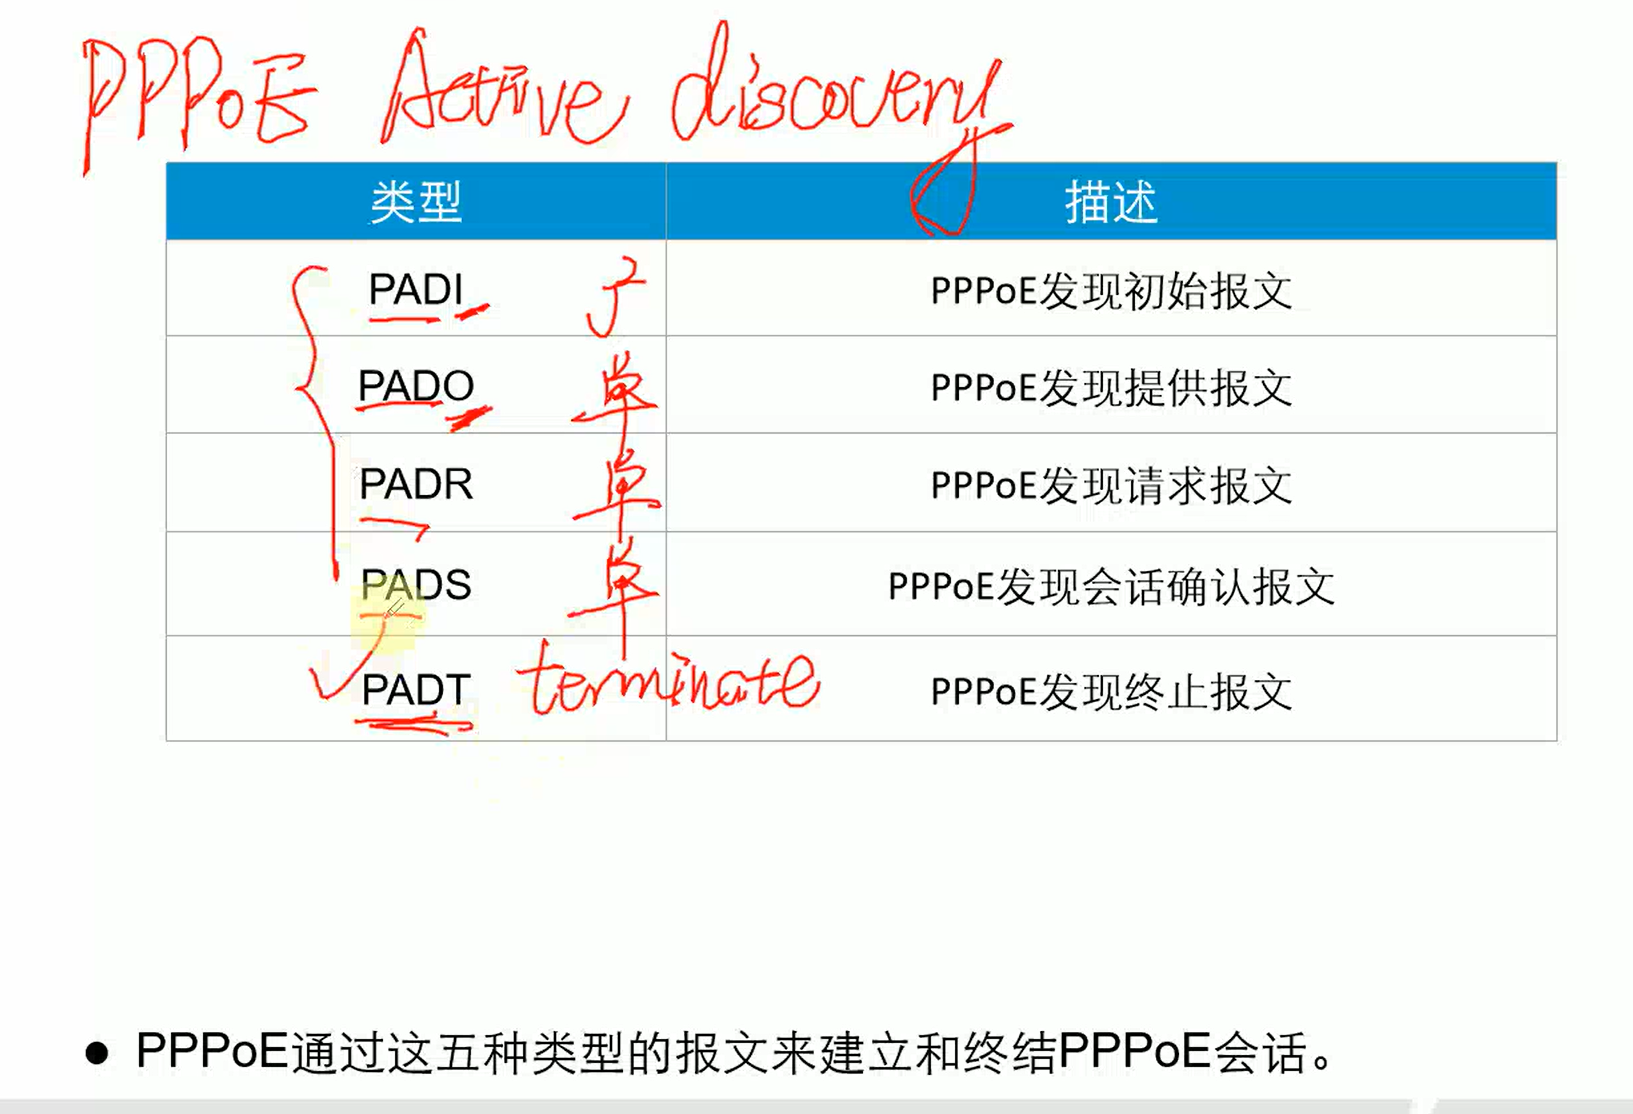 PPPoE Active discovery
类型 描述
PADI 广 PPPoE发现初始报文
PADO 单 PPPoE发现提供报文
PADR 单 PPPoE发现请求报文
PADS 单 PPPoE发现会话确认报文
PADT terminate PPPoE发现终止报文
● PPPoE通过这五种类型的报文来建立和终结PPPoE会话。